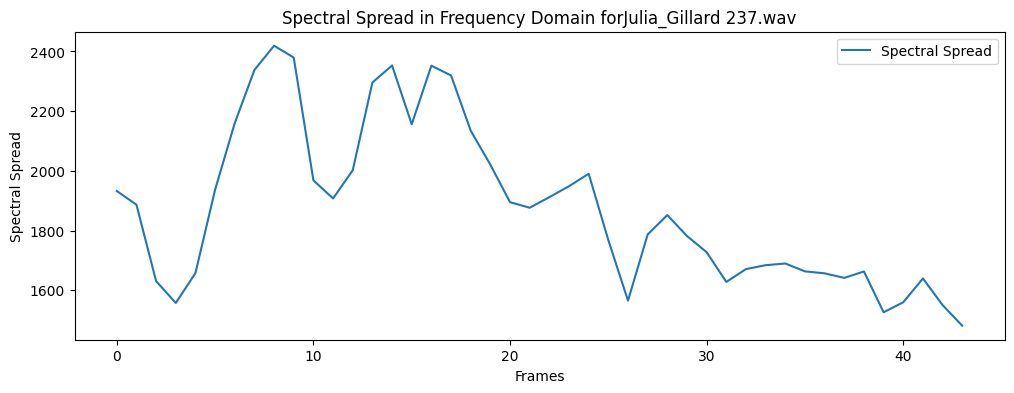 Spectral Spread in Frequency Domain forJulia_Gillard 237.wav
Spectral Spread
2400
2200
2000
1800
1600
Spectral Spread
0 10 20 30 40
Frames